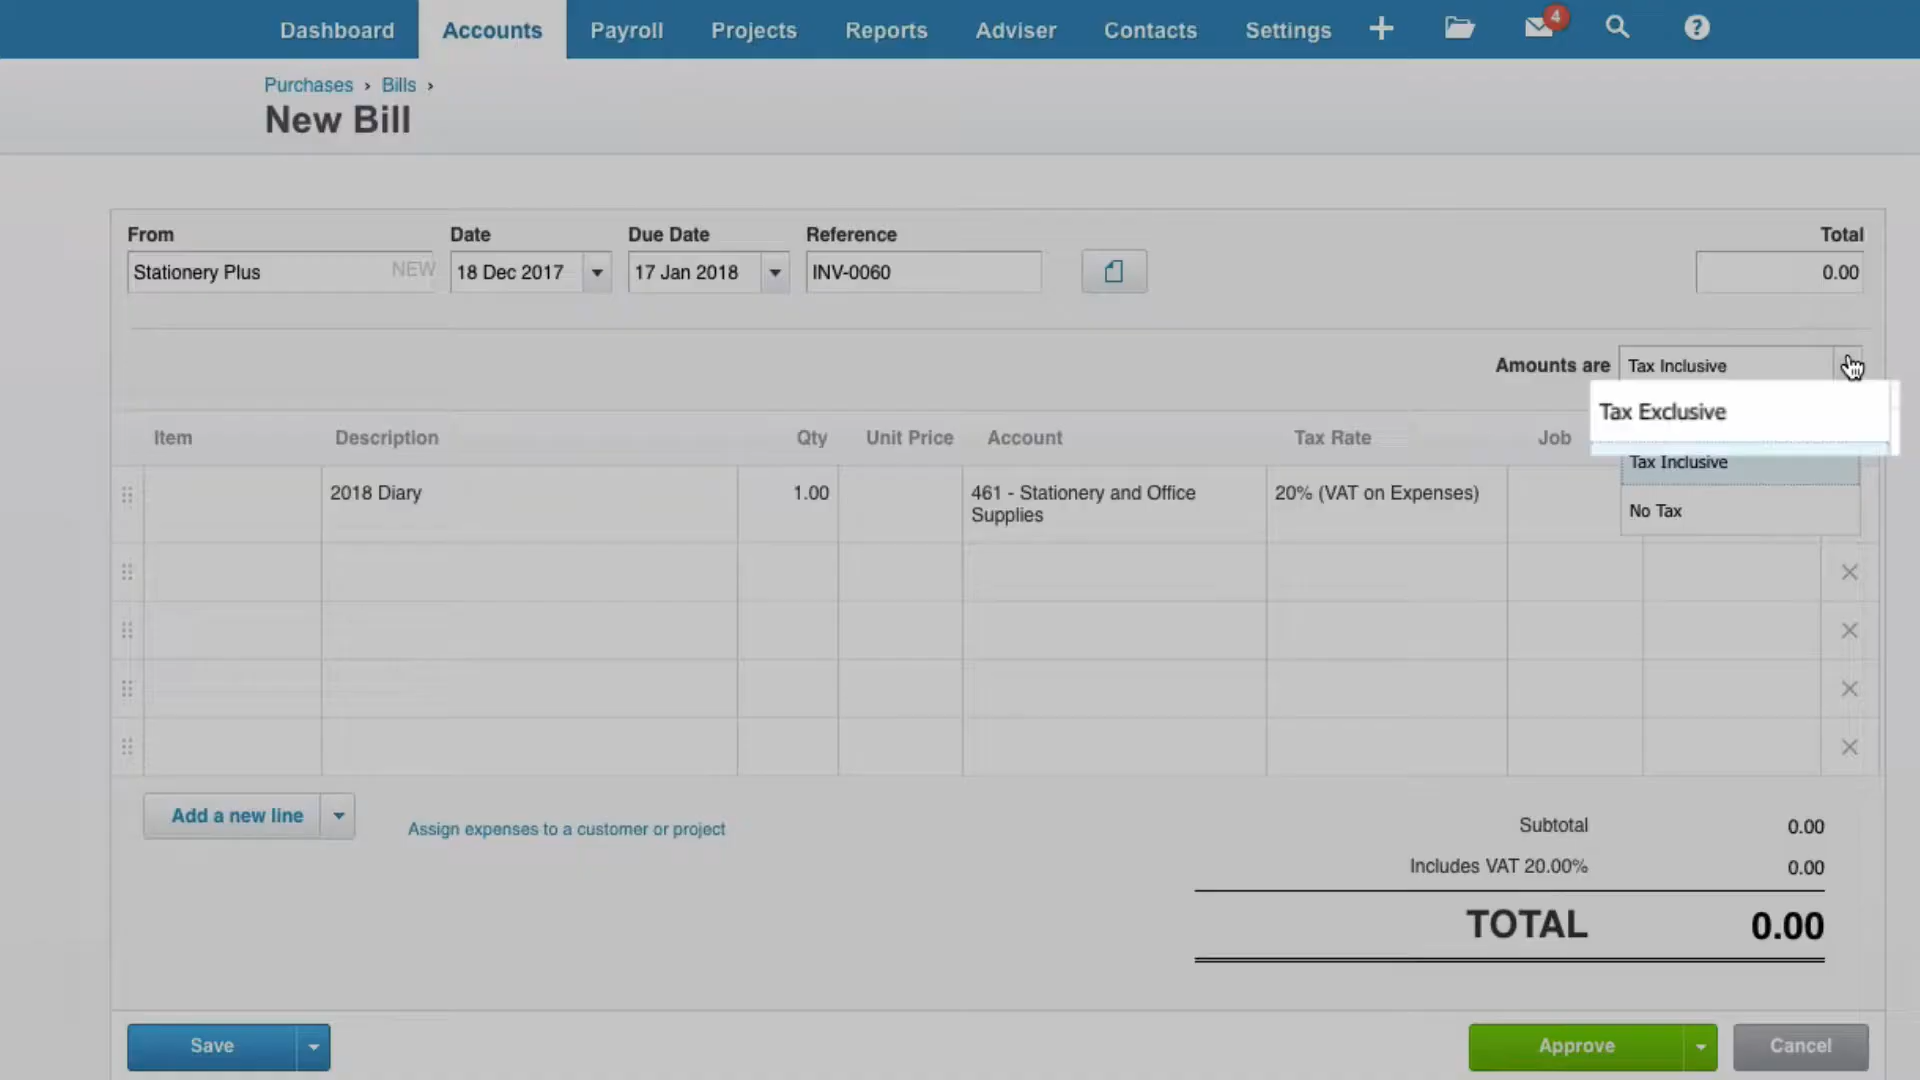 Dashboard Accounts Payroll Projects Reports Adviser Contacts Settings 4 ?
Purchases › Bills ›
New Bill
From Date Due Date Reference Total
Stationery Plus NEW 18 Dec 2017 17 Jan 2018 INV-0060 0.00
Amounts are Tax Inclusive
Tax Exclusive
Item Description Qty Unit Price Account Tax Rate Job
Tax Inclusive
2018 Diary 1.00 461 - Stationery and Office 20% (VAT on Expenses)
Supplies
No Tax
Add a new line
Assign expenses to a customer or project
Subtotal 0.00
Includes VAT 20.00% 0.00
TOTAL 0.00
Save Approve Cancel